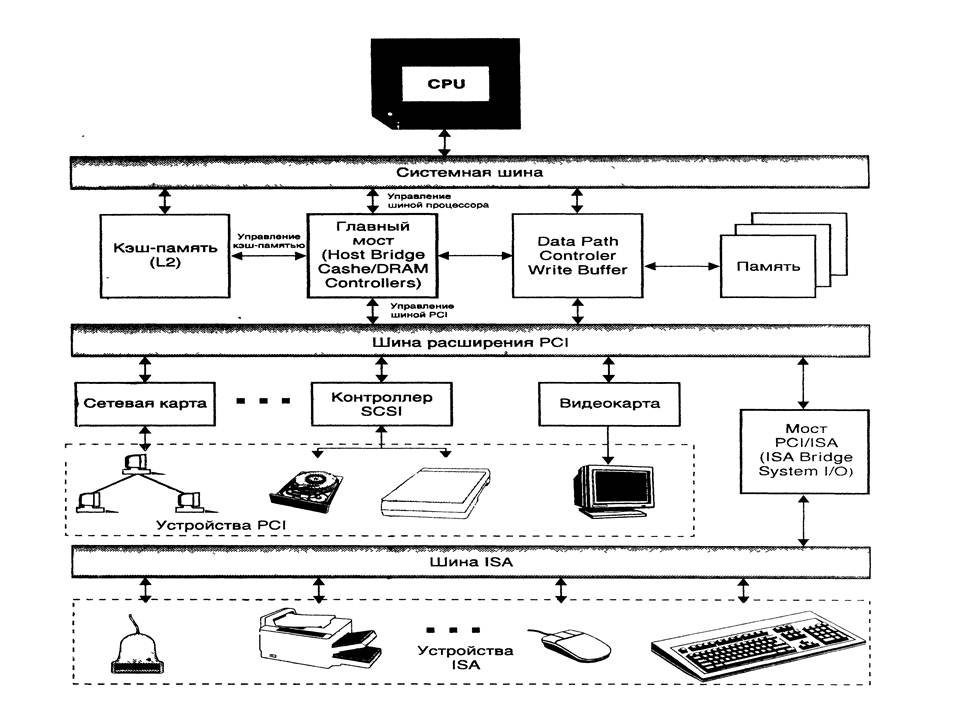 CPU
Системная шина
Управление
шиной процессора
Кэш-память
(L2)
Управление
кэш-памятью
Главный
мост
(Host Bridge
Cashe/DRAM
Controllers)
Data Path
Controler
Write Buffer
Память
Управление
шиной PCI
Шина расширения PCI
Сетевая карта
Контроллер
SCSI
Видеокарта
Мост
PCI/ISA
(ISA Bridge
System I/O)
Устройства PCI
Шина ISA
Устройства
ISA